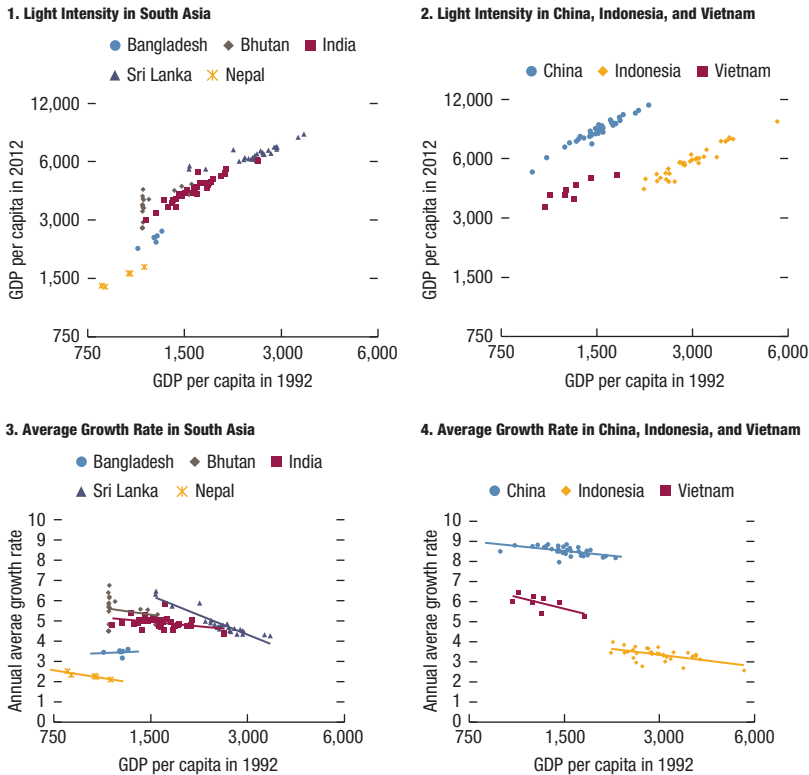 1. Light Intensity in South Asia
Bangladesh Bhutan India
Sri Lanka Nepal
GDP per capita in 2012
12,000
6,000
3,000
1,500
750
750 1,500 3,000 6,000
GDP per capita in 1992
2. Light Intensity in China, Indonesia, and Vietnam
China Indonesia Vietnam
GDP per capita in 2012
12,000
6,000
3,000
1,500
750
750 1,500 3,000 6,000
GDP per capita in 1992
3. Average Growth Rate in South Asia
Bangladesh Bhutan India
Sri Lanka Nepal
Annual averae growth rate
10
9
8
7
6
5
4
3
2
1
0
750 1,500 3,000 6,000
GDP per capita in 1992
4. Average Growth Rate in China, Indonesia, and Vietnam
China Indonesia Vietnam
Annual averae growth rate
10
9
8
7
6
5
4
3
2
1
0
750 1,500 3,000 6,000
GDP per capita in 1992